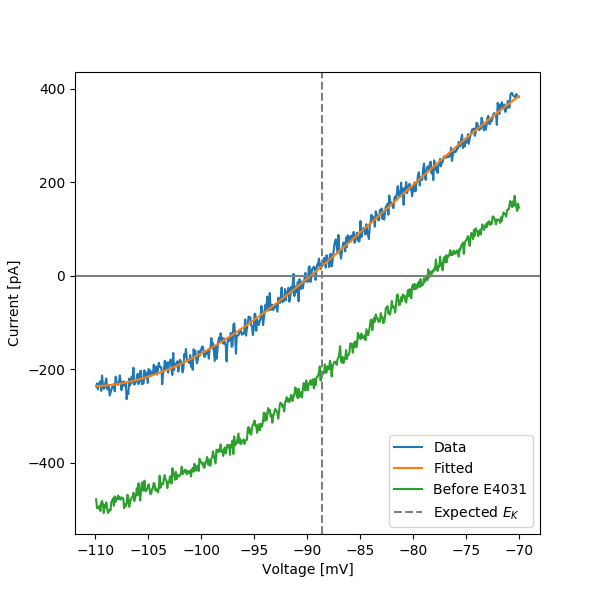 400
200
0
−200
−400
Current [pA]
−110 −105 −100 −95 −90 −85 −80 −75 −70
Voltage [mV]
Data
Fitted
Before E4031
Expected E_K